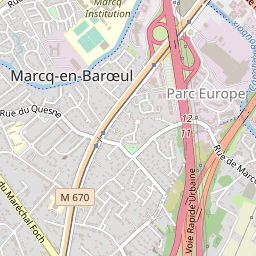 Marcq
Institution
Marcq-en-Barœul
Parc Europe
Rue du Quesne
12
11
Rue de Marc
M 670
Voie Rapide Urbaine
du Maréchal Foch